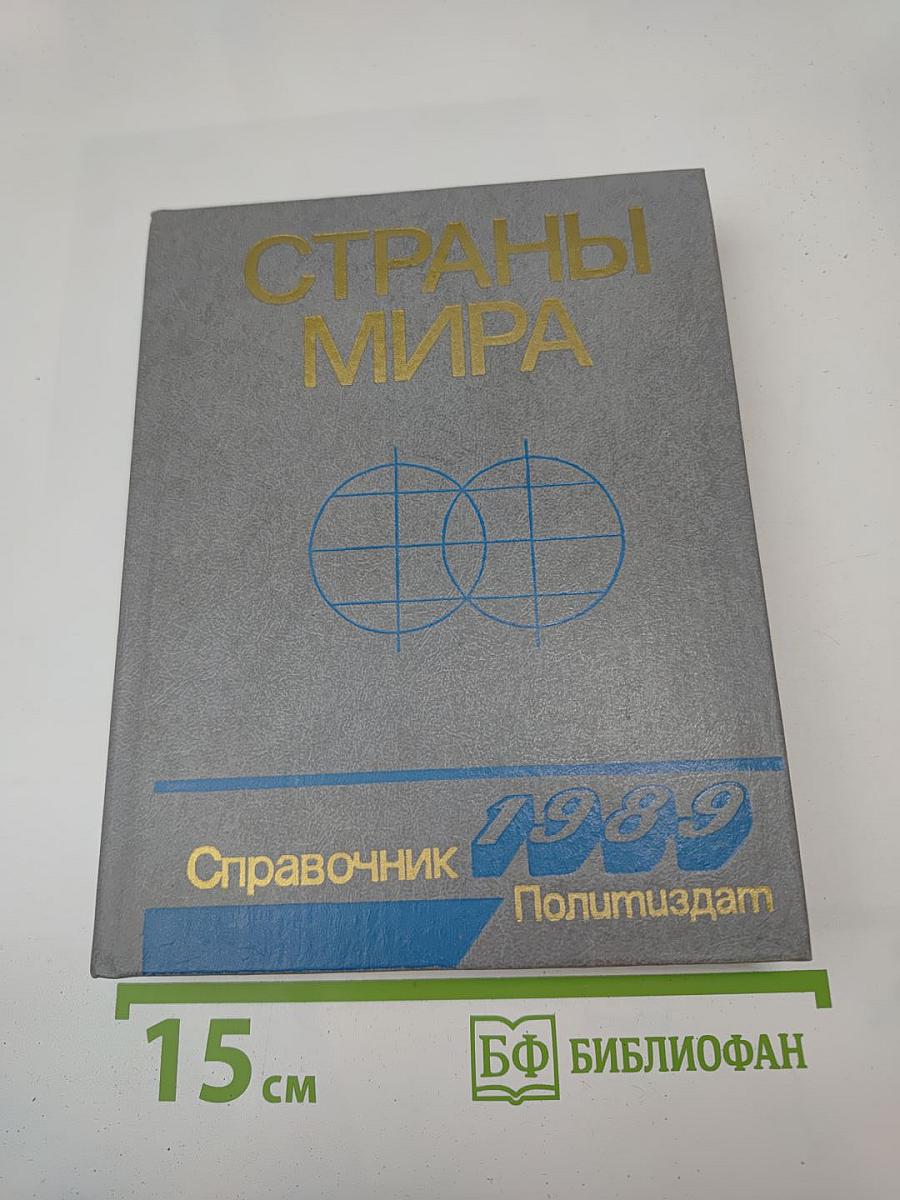 СТРАНЫ
МИРА
1989
Справочник
Политиздат
15 см
БФ БИБЛИОФАН